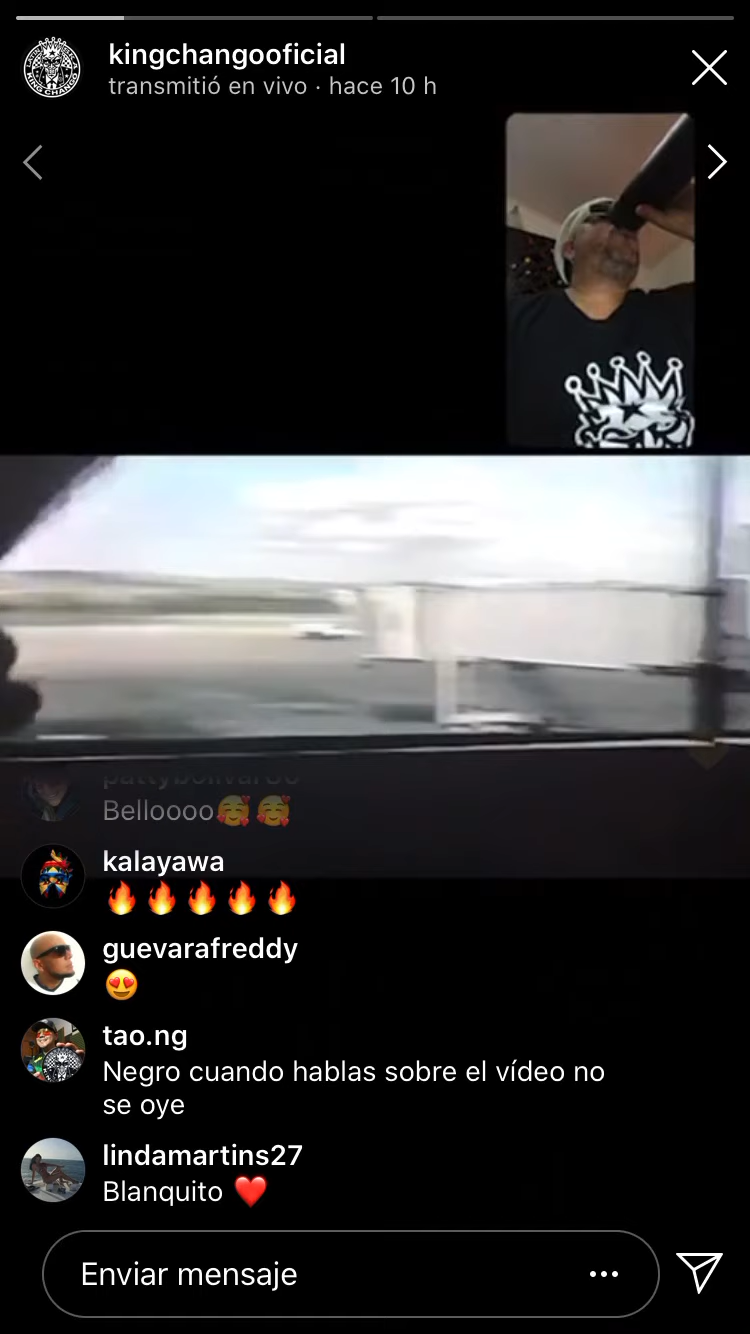 kingchangooficial
transmitió en vivo · hace 10 h
Belloooo🥰🥰
kalayawa
🔥🔥🔥🔥🔥
guevarafreddy
😍
tao.ng
Negro cuando hablas sobre el vídeo no
se oye
lindamartins27
Blanquito ❤️
Enviar mensaje